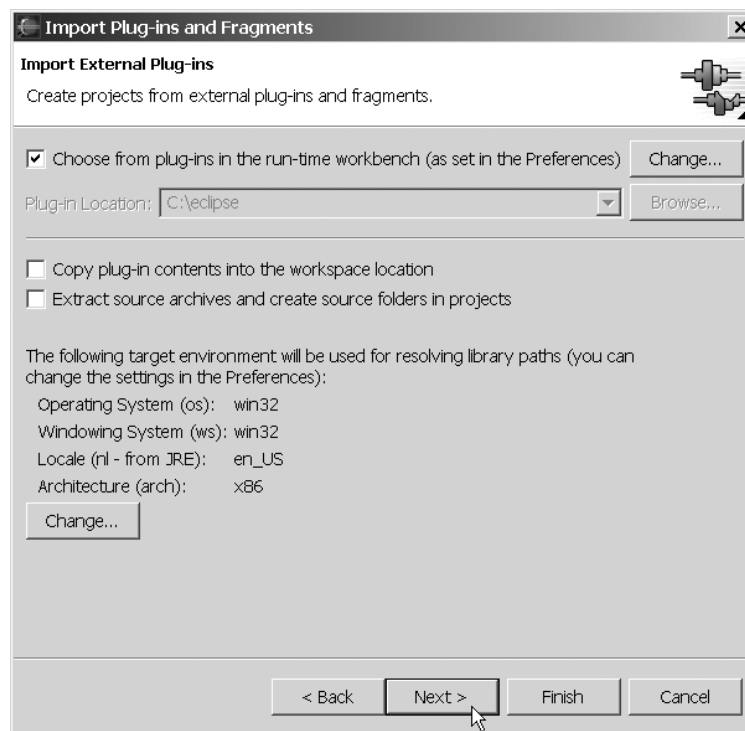 Import Plug-ins and Fragments
Import External Plug-ins
Create projects from external plug-ins and fragments.
Choose from plug-ins in the run-time workbench (as set in the Preferences) Change...
Plug-in Location: C:\eclipse Browse...
Copy plug-in contents into the workspace location
Extract source archives and create source folders in projects
The following target environment will be used for resolving library paths (you can
change the settings in the Preferences):
Operating System (os): win32
Windowing System (ws): win32
Locale (nl - from JRE): en_US
Architecture (arch): x86
Change...
< Back Next > Finish Cancel